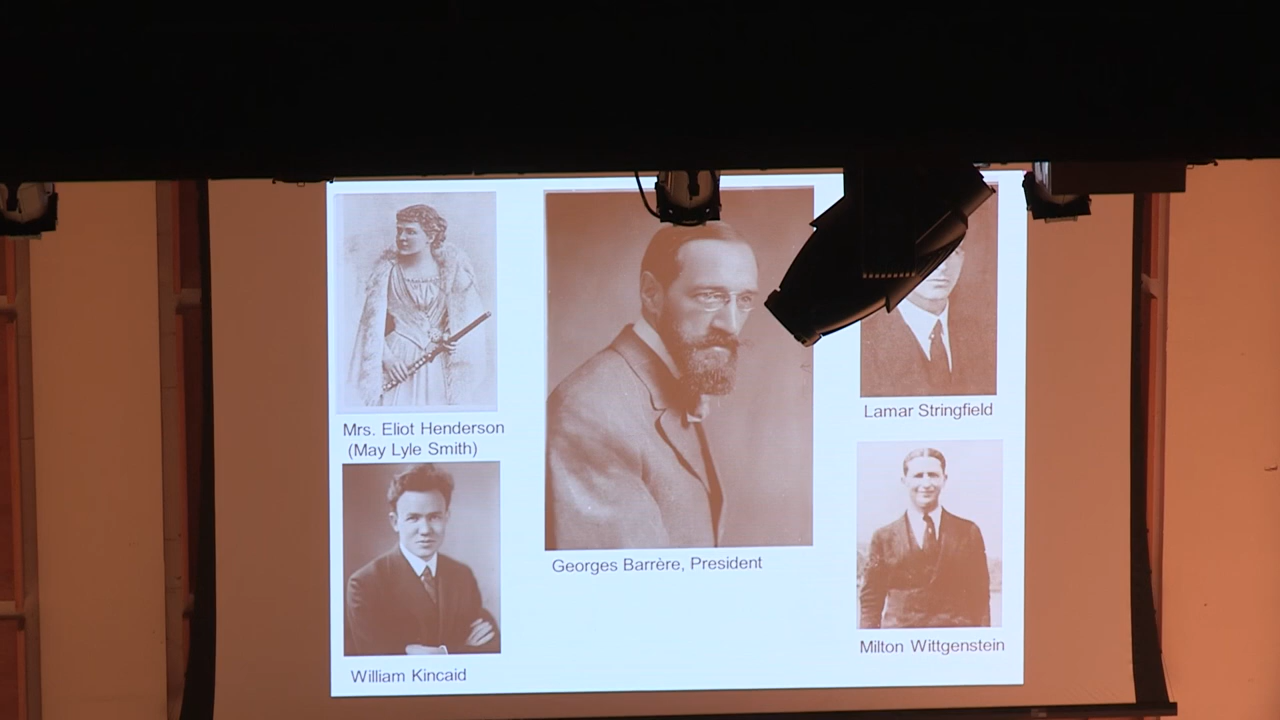 Mrs. Eliot Henderson
(May Lyle Smith)
William Kincaid
Georges Barrère, President
Lamar Stringfield
Milton Wittgenstein